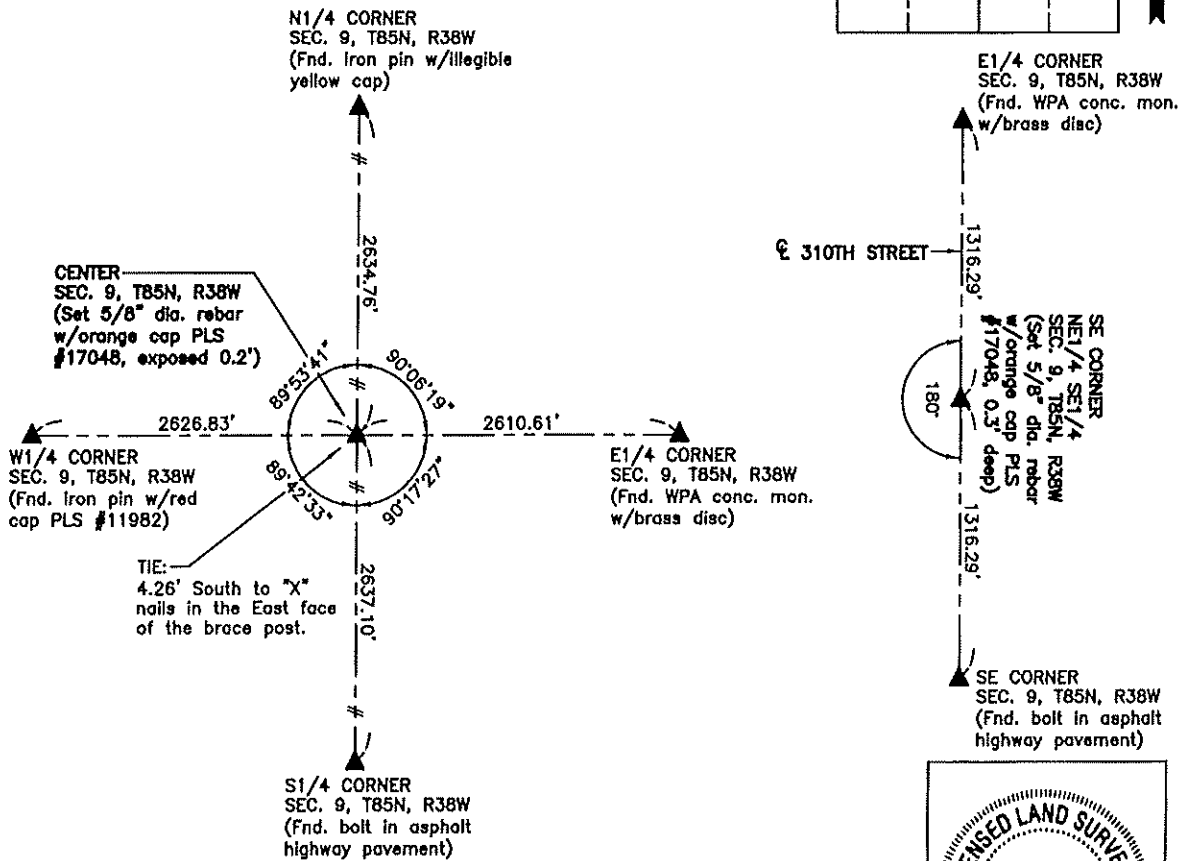 N1/4 CORNER
SEC. 9, T85N, R38W
(Fnd. iron pin w/illegible
yellow cap)
E1/4 CORNER
SEC. 9, T85N, R38W
(Fnd. WPA conc. mon.
w/brass disc)
2634.76'
1316.29'
℄ 310TH STREET
CENTER
SEC. 9, T85N, R38W
(Set 5/8" dia. rebar
w/orange cap PLS
#17048, exposed 0.2')
SE CORNER
NE1/4 SE1/4
SEC. 9, T85N, R38W
(Set 5/8" dia. rebar
w/orange cap PLS
#17048, 0.3' deep)
180°
89°53'41"
90°06'19"
2626.83'
2610.61'
89°42'33"
90°17'27"
W1/4 CORNER
SEC. 9, T85N, R38W
(Fnd. iron pin w/red
cap PLS #11982)
E1/4 CORNER
SEC. 9, T85N, R38W
(Fnd. WPA conc. mon.
w/brass disc)
1316.29'
TIE:
4.26' South to "X"
nails in the East face
of the brace post.
2637.10'
SE CORNER
SEC. 9, T85N, R38W
(Fnd. bolt in asphalt
highway pavement)
S1/4 CORNER
SEC. 9, T85N, R38W
(Fnd. bolt in asphalt
highway pavement)
LAND